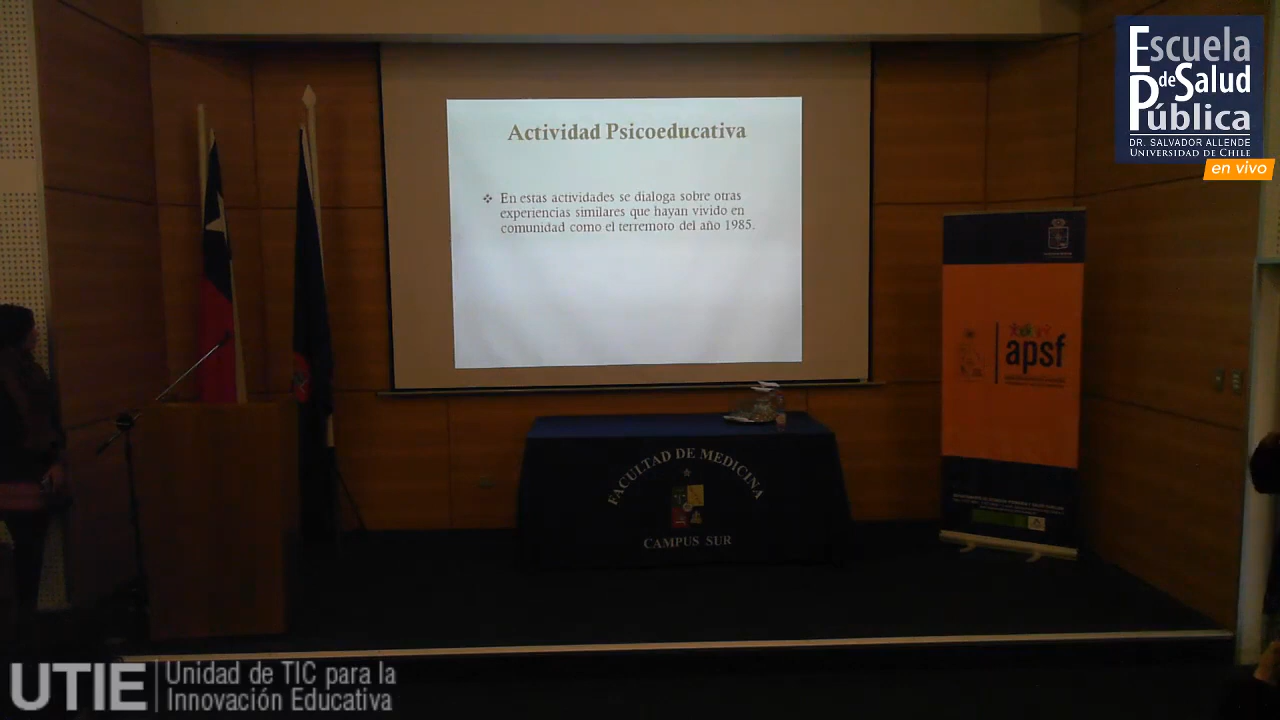 Escuela
de Salud
Pública
DR. SALVADOR ALLENDE
UNIVERSIDAD DE CHILE
en vivo
Actividad Psicoeducativa
❖ En estas actividades se dialoga sobre otras
experiencias similares que hayan vivido en
comunidad como el terremoto del año 1985.
apsf
FACULTAD DE MEDICINA
CAMPUS SUR
UTIE
Unidad de TIC para la
Innovación Educativa